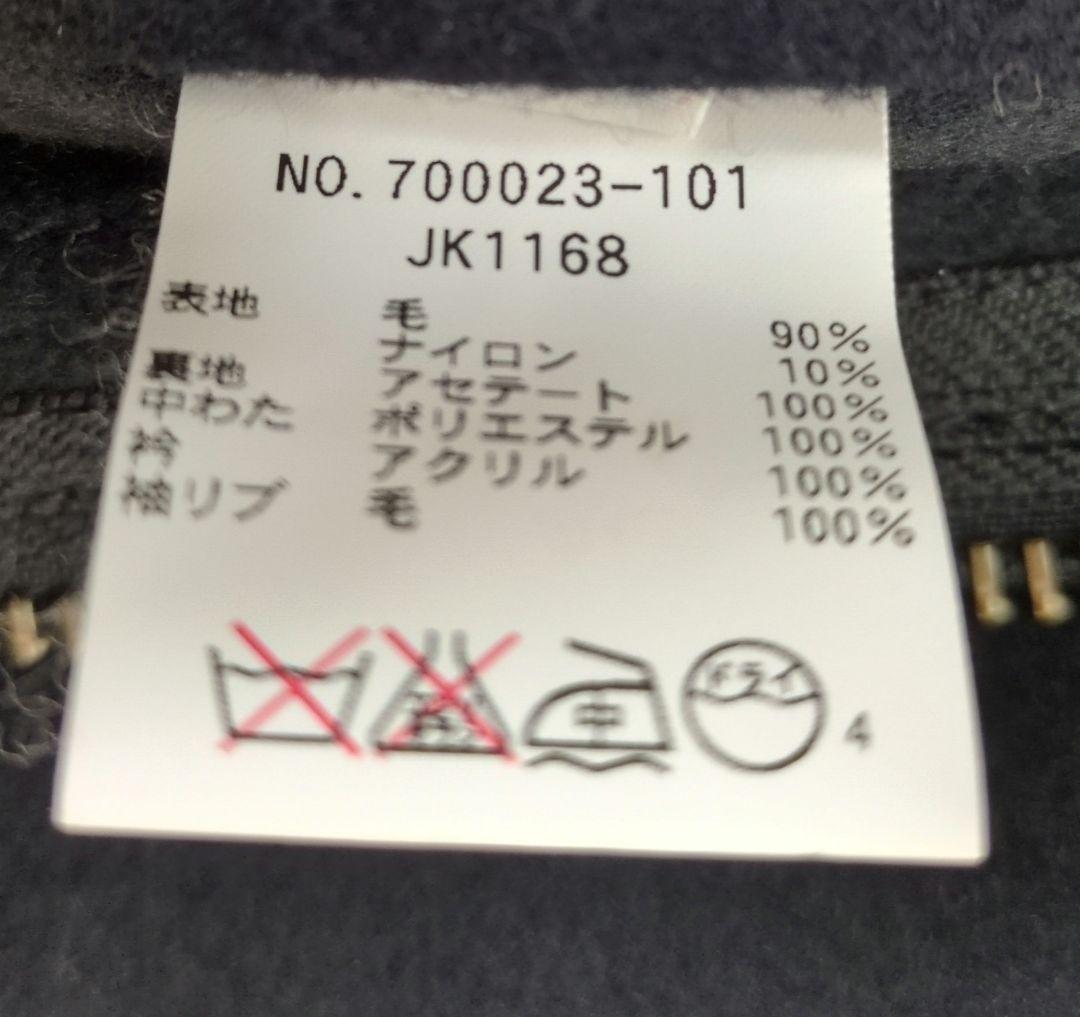 NO. 700023-101
JK1168
表地 毛 90%
ナイロン 10%
裏地 アセテート 100%
中わた ポリエステル 100%
衿 アクリル 100%
袖リブ 毛 100%
中 ドライ 4